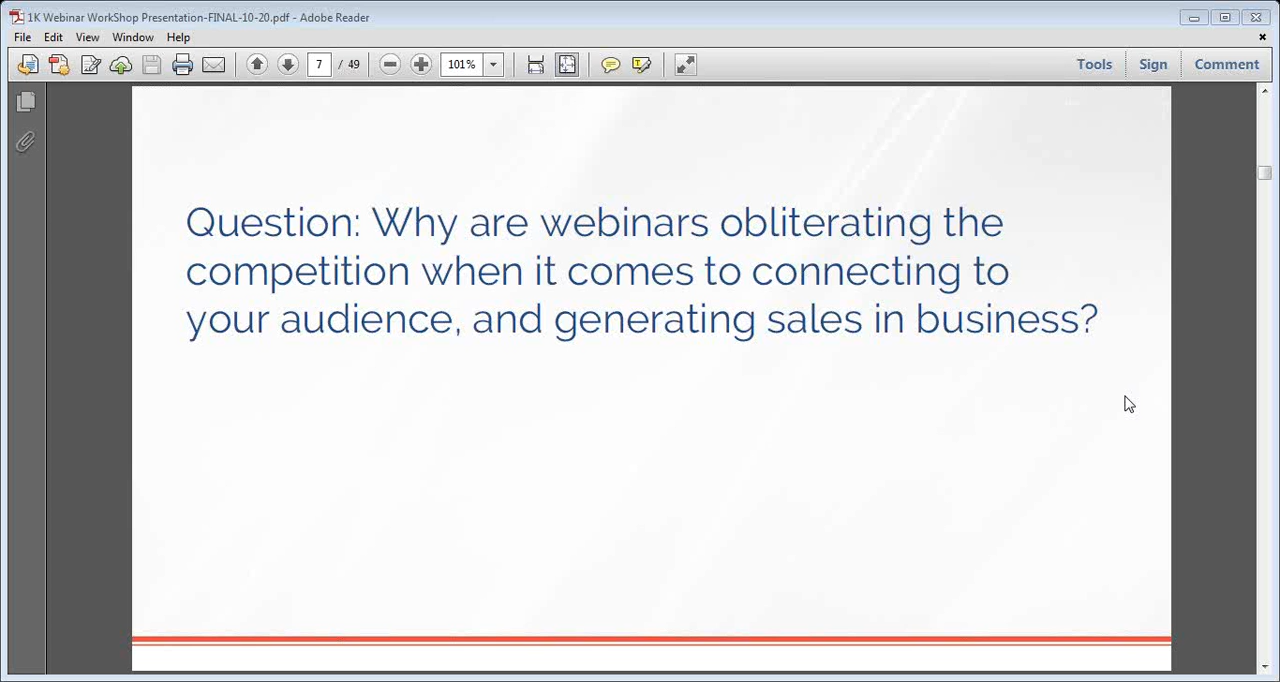 1K Webinar WorkShop Presentation-FINAL-10-20.pdf - Adobe Reader
File Edit View Window Help
7 / 49 101% Tools Sign Comment
Question: Why are webinars obliterating the
competition when it comes to connecting to
your audience, and generating sales in business?